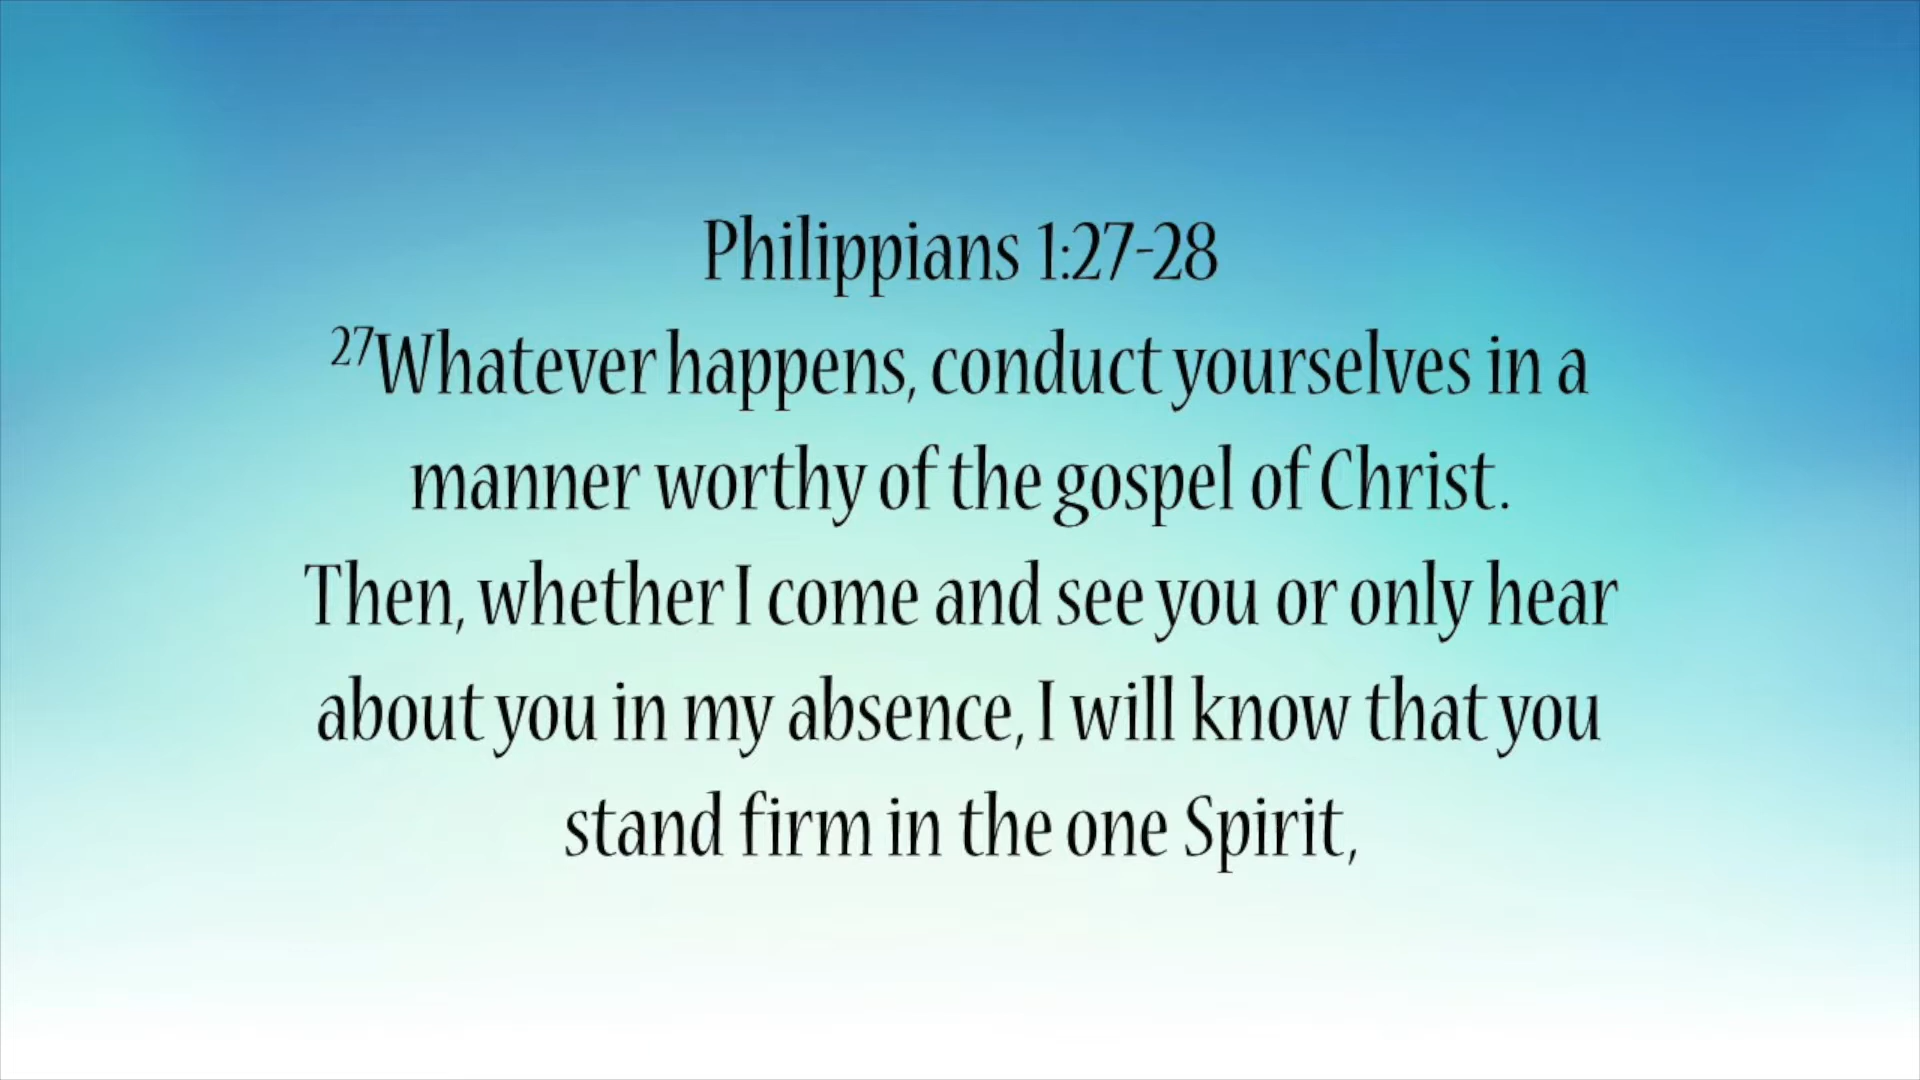 Philippians 1:27-28
27Whatever happens, conduct yourselves in a
manner worthy of the gospel of Christ.
Then, whether I come and see you or only hear
about you in my absence, I will know that you
stand firm in the one Spirit,